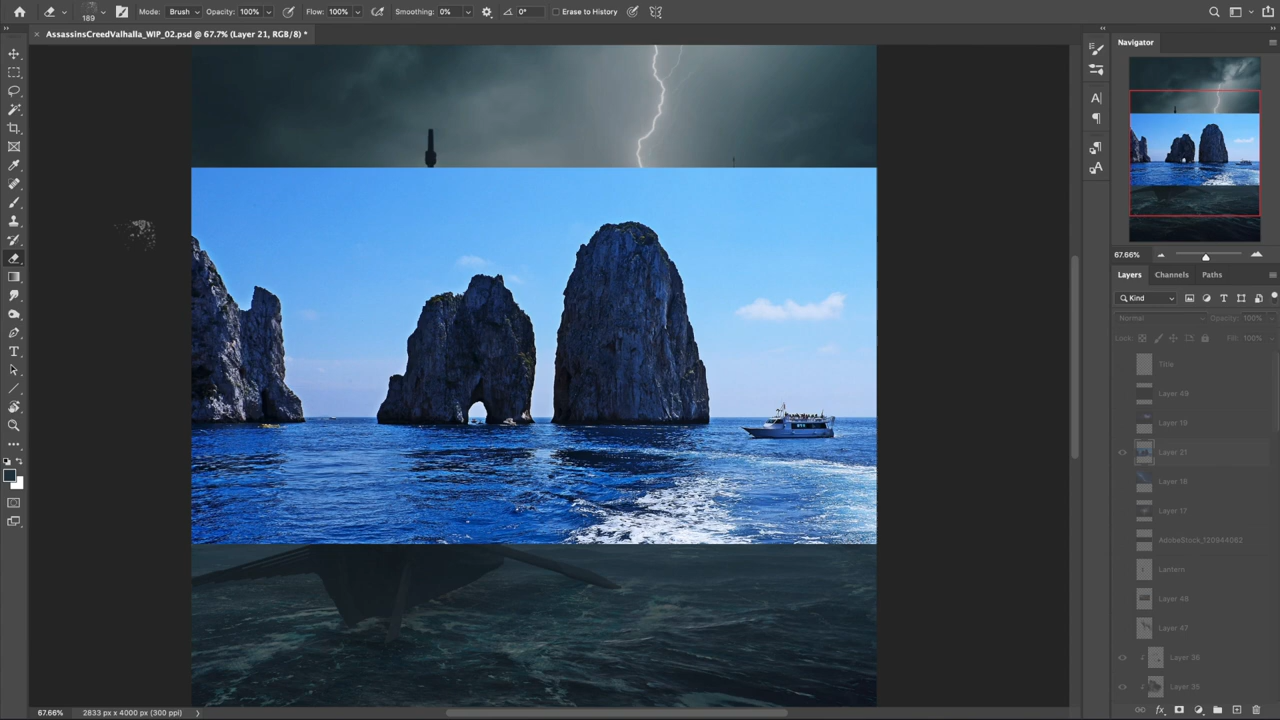 189 Mode: Brush Opacity: 100% Flow: 100% Smoothing: 0% 0° Erase to History
AssassinsCreedValhalla_WIP_02.psd @ 67.7% (Layer 21, RGB/8) *
Navigator
67.66%
Layers Channels Paths
Kind
Normal Opacity: 100%
Lock: Fill: 100%
Title
Layer 49
Layer 19
Layer 21
Layer 18
Layer 17
AdobeStock_130944062
Lantern
Layer 48
Layer 47
Layer 36
Layer 35
67.66% 2833 px x 4000 px (300 ppi)